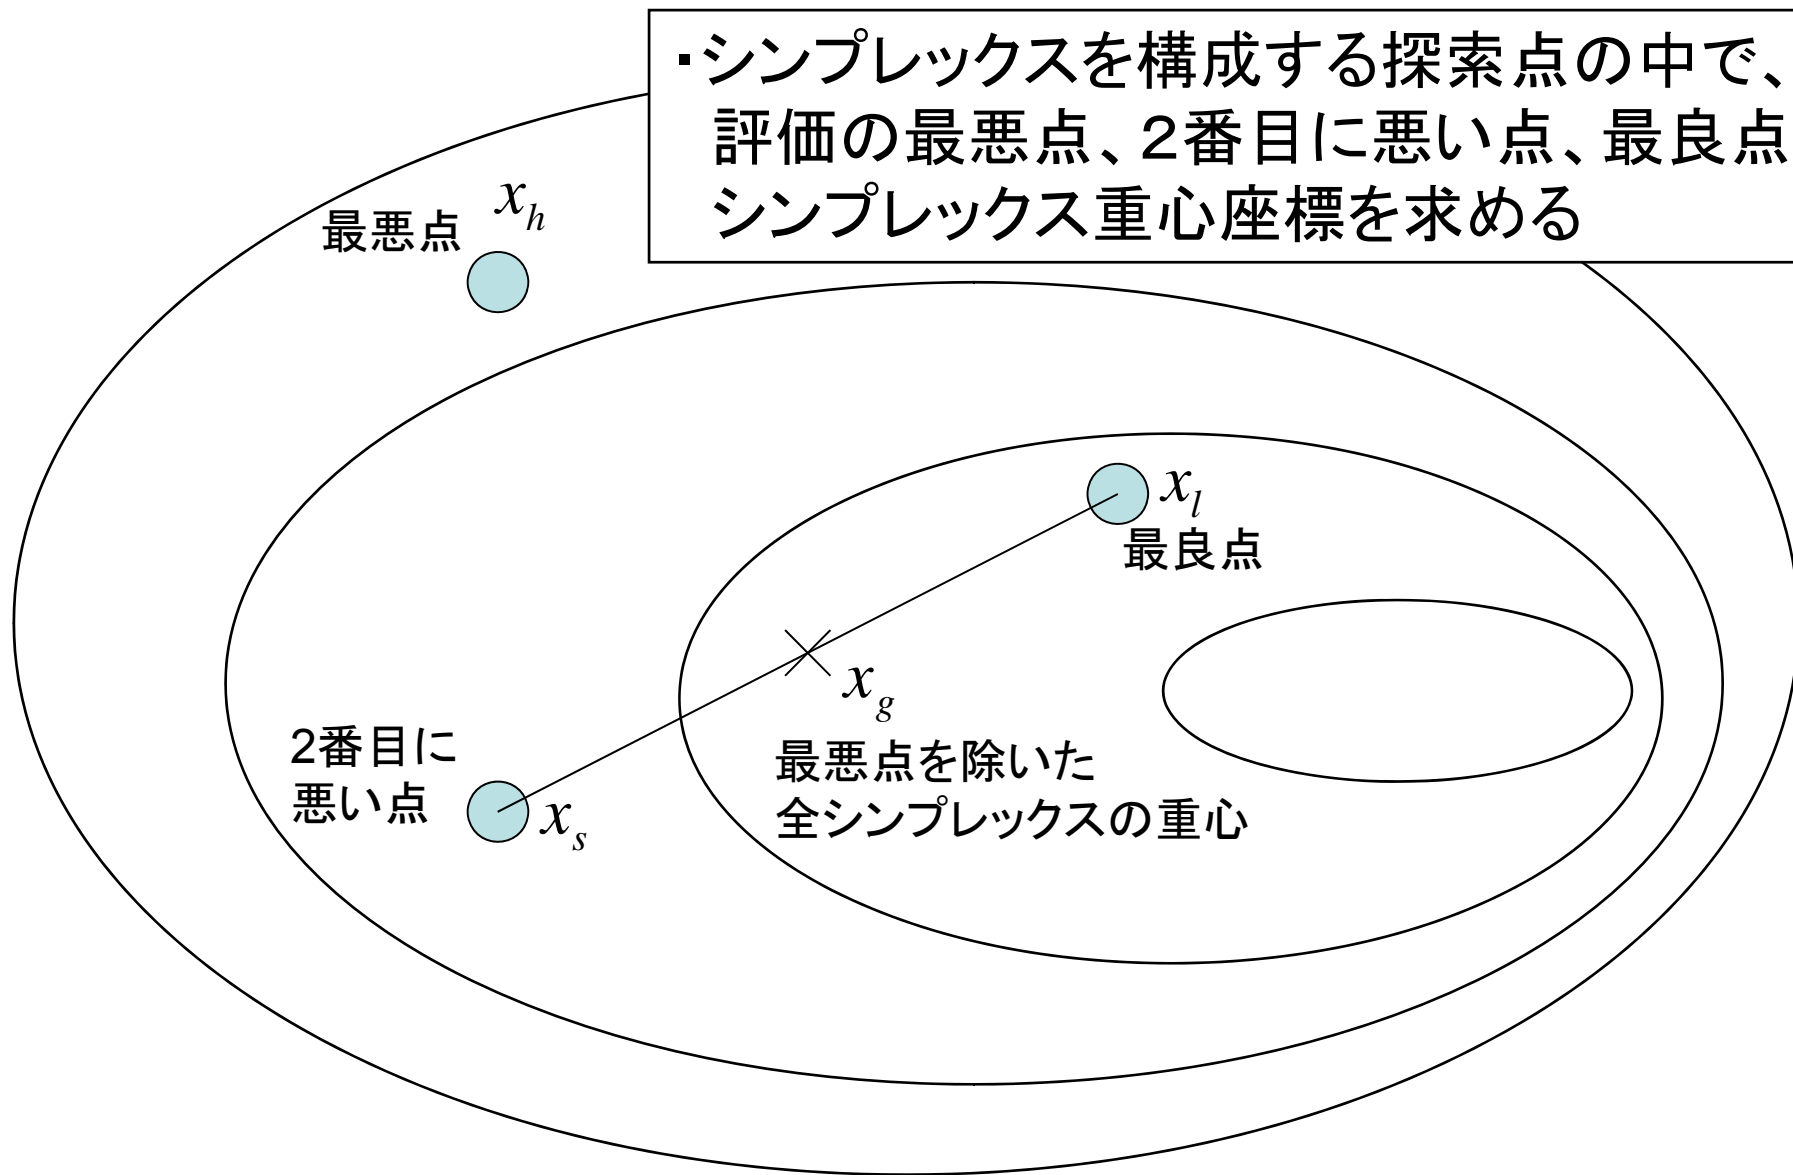 ・シンプレックスを構成する探索点の中で、
評価の最悪点、2番目に悪い点、最良点
シンプレックス重心座標を求める
x_h
最悪点
x_l
最良点
x_g
最悪点を除いた
全シンプレックスの重心
2番目に
悪い点
x_s